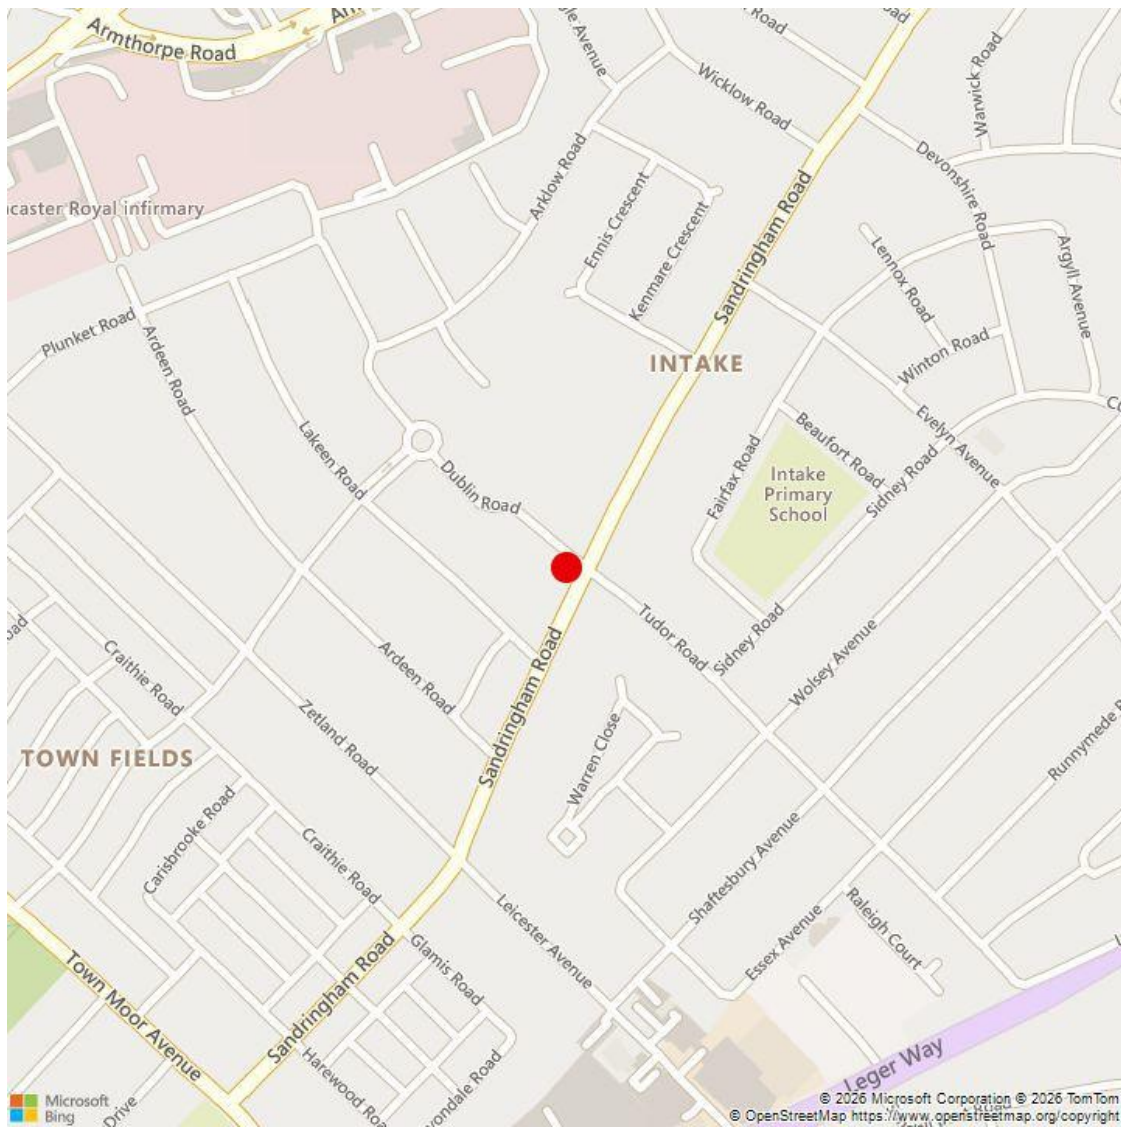 Armthorpe Road
Wicklow Road
Warwick Road
Devonshire Road
Arklow Road
Ennis Crescent
Kenmare Crescent
Sandringham Road
caster Royal infirmary
Lennox Road
Argyll Avenue
Plunket Road
Ardeen Road
Winton Road
INTAKE
Lakeen Road
Beaufort Road
Evelyn Avenue
Fairfax Road
Intake
Primary
School
Sidney Road
Dublin Road
Tudor Road
Sidney Road
Wolsey Avenue
Craithie Road
Ardeen Road
Sandringham Road
Zetland Road
Warren Close
Runnymede
TOWN FIELDS
Carisbrooke Road
Craithie Road
Shaftesbury Avenue
Leicester Avenue
Essex Avenue
Raleigh Court
Glamis Road
Sandringham Road
Town Moor Avenue
Harewood Roa
vondale Road
Leger Way
Drive
Microsoft
Bing
© 2026 Microsoft Corporation © 2026 TomTom
© OpenStreetMap https://www.openstreetmap.org/copyright